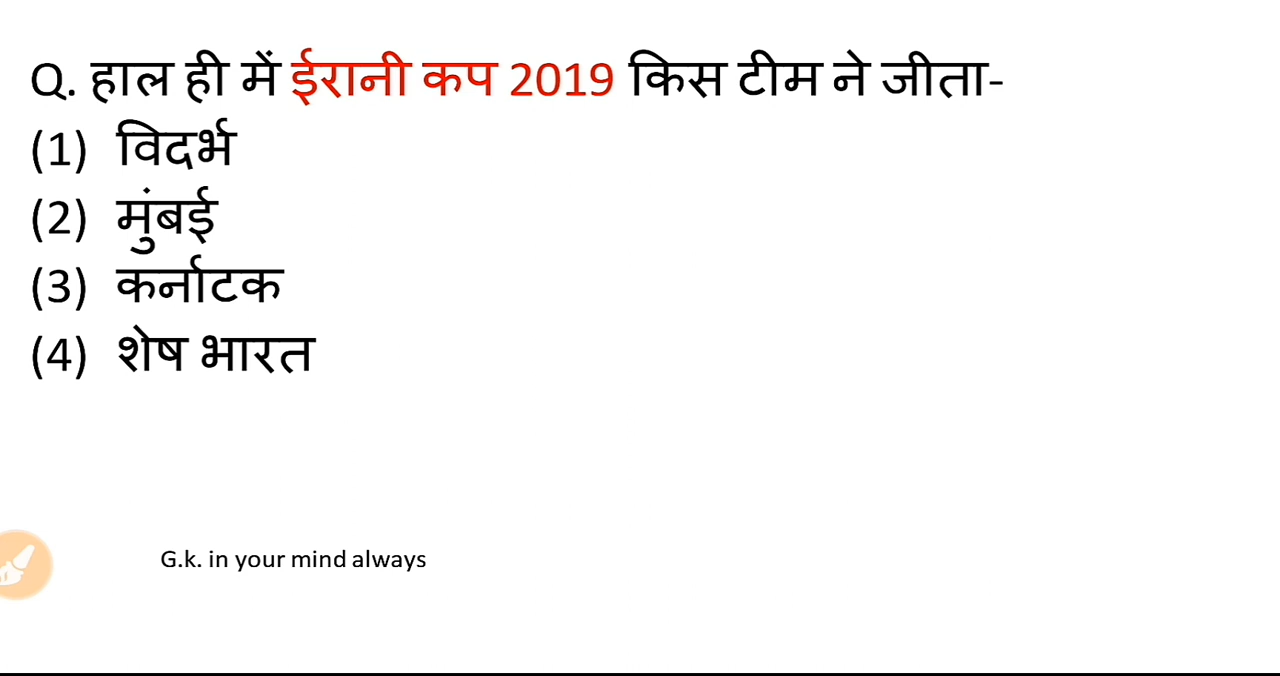 Q. हाल ही में ईरानी कप 2019 किस टीम ने जीता-
(1) विदर्भ
(2) मुंबई
(3) कर्नाटक
(4) शेष भारत
G.k. in your mind always